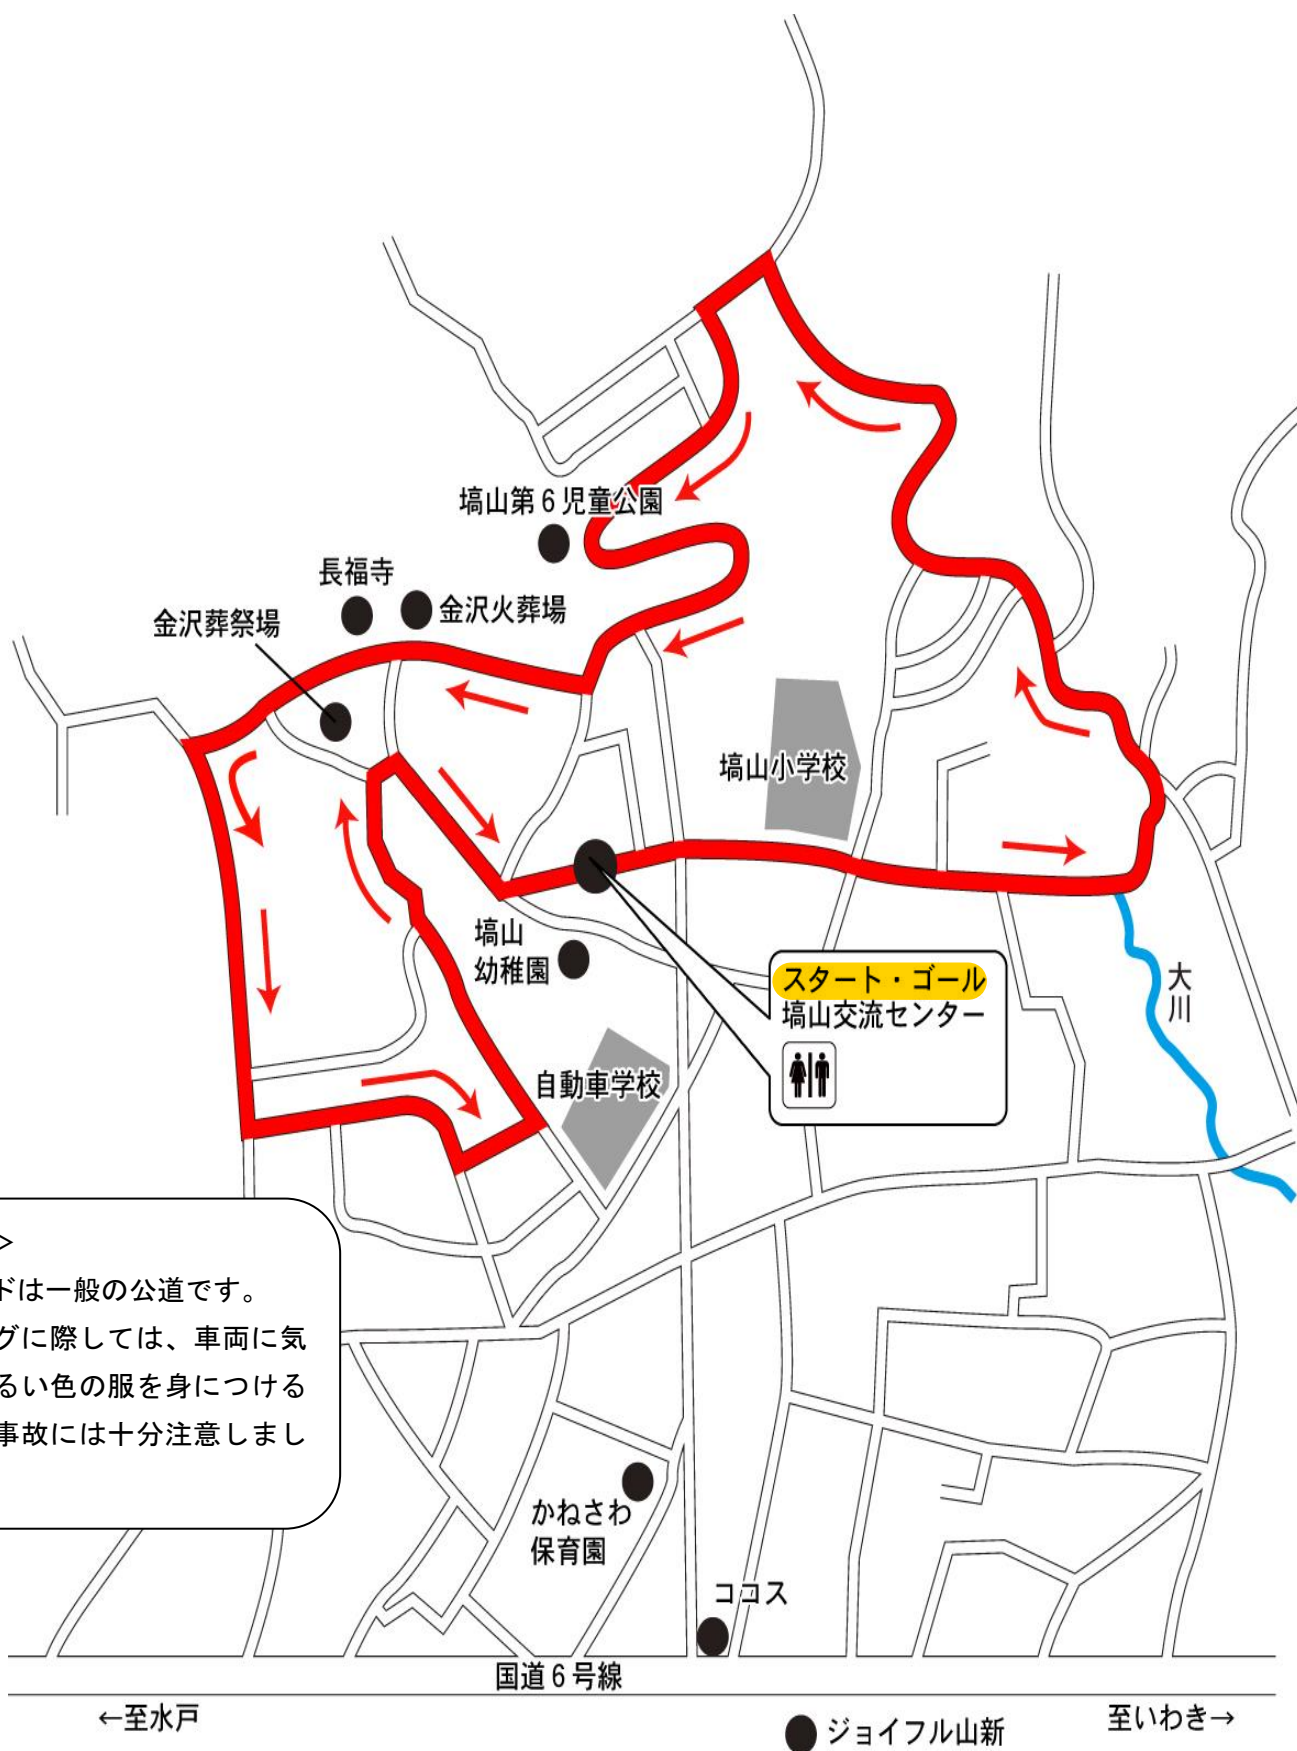 塙山第６児童公園
長福寺
金沢火葬場
金沢葬祭場
塙山小学校
塙山
幼稚園
スタート・ゴール
塙山交流センター
大川
自動車学校
＞
ドは一般の公道です。
グに際しては、車両に気
るい色の服を身につける
事故には十分注意しまし
かねさわ
保育園
ココス
国道６号線
←至水戸
至いわき→
ジョイフル山新